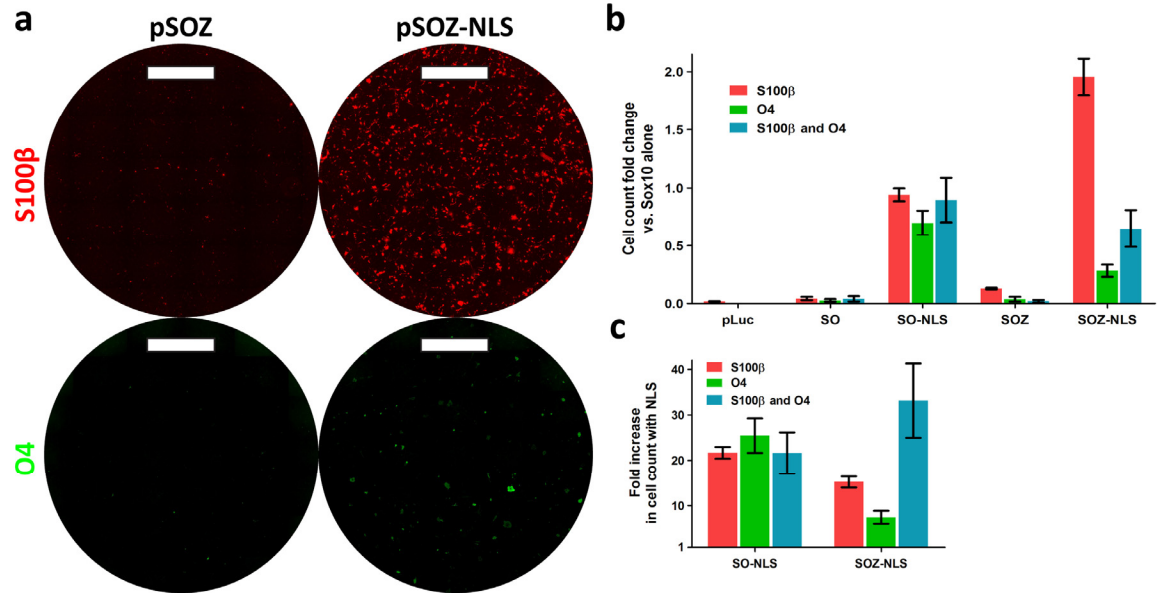 a
pSOZ
pSOZ-NLS
S100β
O4
b
Cell count fold change
vs. Sox10 alone
2.0
1.5
1.0
0.5
0.0
S100β
O4
S100β and O4
pLuc
SO
SO-NLS
SOZ
SOZ-NLS
c
Fold increase
in cell count with NLS
40
30
20
10
1
S100β
O4
S100β and O4
SO-NLS
SOZ-NLS